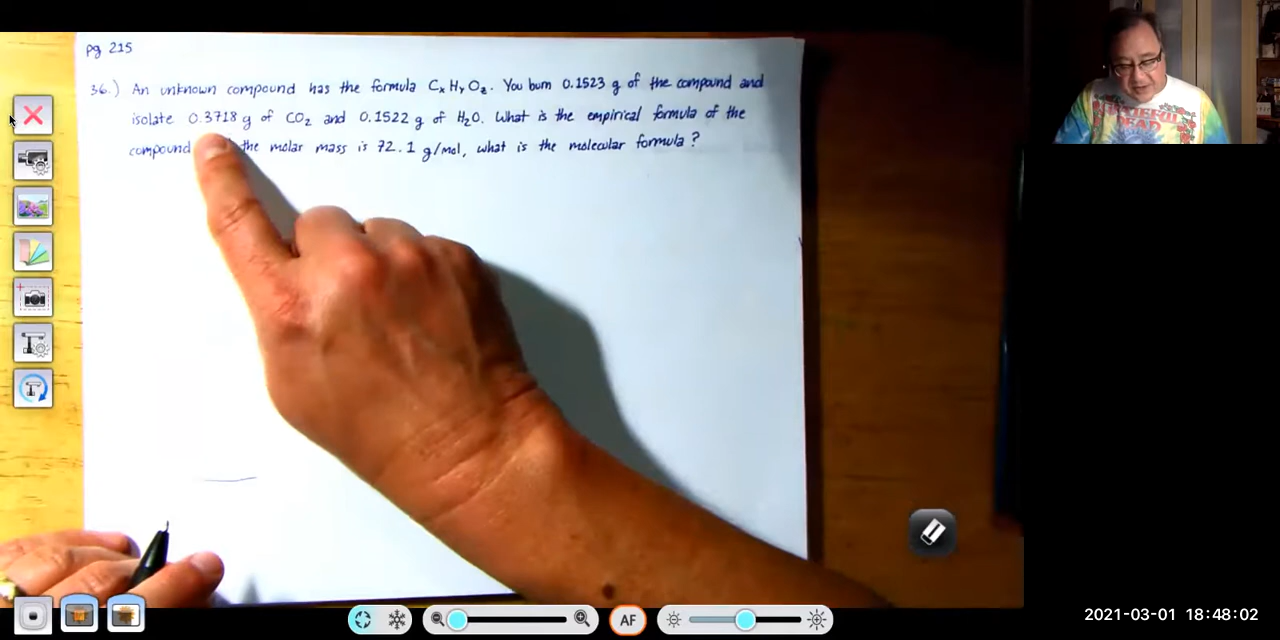 pg 215
36.) An unknown compound has the formula CxHyOz. You burn 0.1523 g of the compound and
isolate 0.3718 g of CO2 and 0.1522 g of H2O. What is the empirical formula of the
compound the molar mass is 72.1 g/mol, what is the molecular formula?
AF
2021-03-01 18:48:02